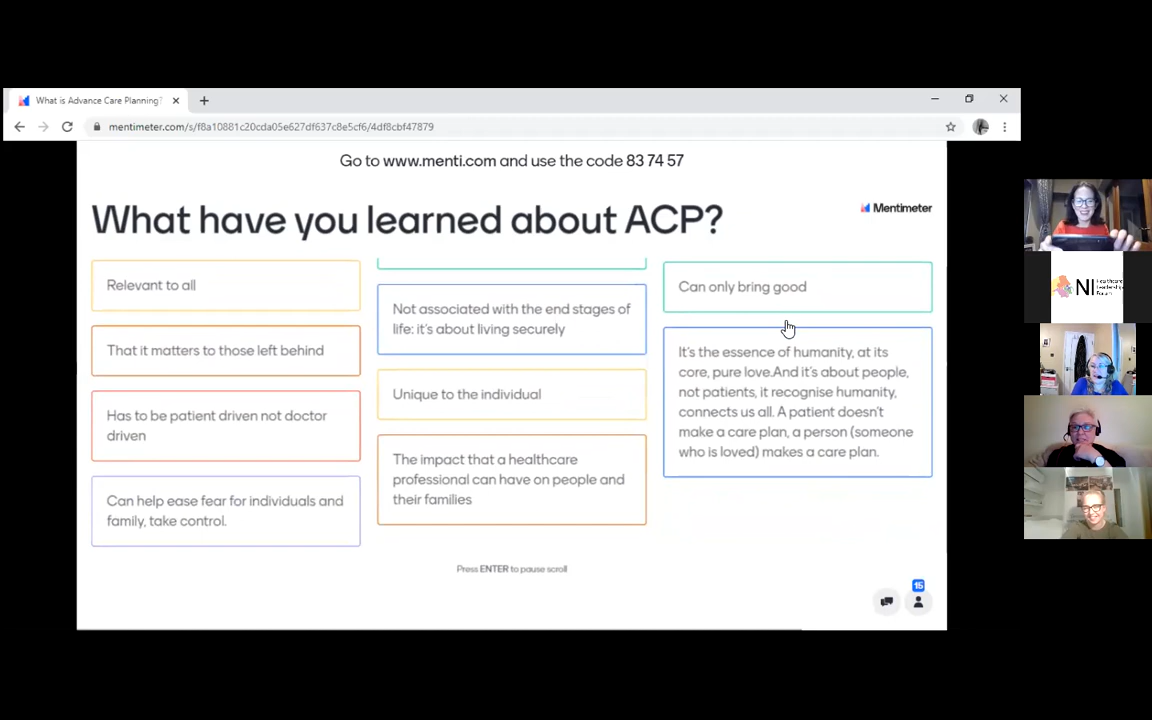 What is Advance Care Planning?
mentimeter.com/s/f8a10881c20cda05e627df637c8e5cf6/4df8cbf47879
Go to www.menti.com and use the code 83 74 57
What have you learned about ACP?
Mentimeter
Relevant to all
That it matters to those left behind
Has to be patient driven not doctor
driven
Can help ease fear for individuals and
family, take control.
Not associated with the end stages of
life: it's about living securely
Unique to the individual
The impact that a healthcare
professional can have on people and
their families
Can only bring good
It's the essence of humanity, at its
core, pure love.And it's about people,
not patients, it recognise humanity,
connects us all. A patient doesn't
make a care plan, a person (someone
who is loved) makes a care plan.
Press ENTER to pause scroll
15
NI
Healthcare
Leadership
Forum